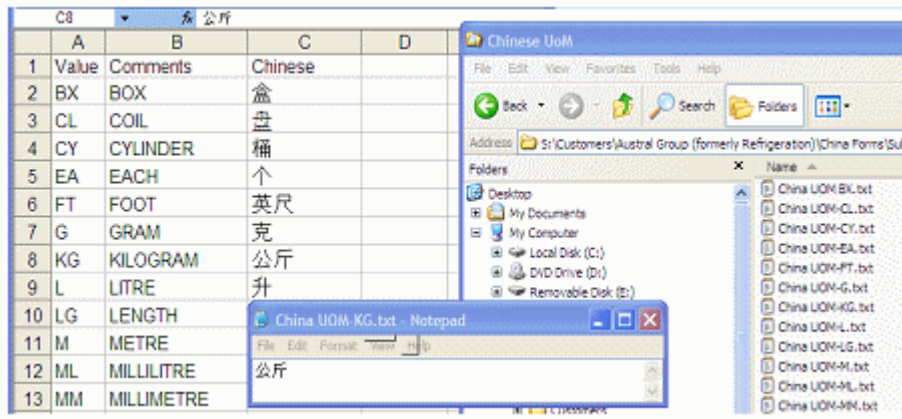 C8 fx 公斤
A B C D
1 Value Comments Chinese
2 BX BOX 盒
3 CL COIL 盘
4 CY CYLINDER 桶
5 EA EACH 个
6 FT FOOT 英尺
7 G GRAM 克
8 KG KILOGRAM 公斤
9 L LITRE 升
10 LG LENGTH
11 M METRE
12 ML MILLILITRE
13 MM MILLIMETRE
Chinese UoM
File Edit View Favorites Tools Help
Back Search Folders
Address S:\Customers\Austral Group (formerly Refrigeration)\China Forms\Su
Folders
Desktop
My Documents
My Computer
Local Disk (C:)
DVD Drive (D:)
Removable Disk (E:)
Customers
Name
China UOM BX.txt
China UOM-CL.txt
China UOM-CY.txt
China UOM-EA.txt
China UOM-FT.txt
China UOM-G.txt
China UOM-KG.txt
China UOM-L.txt
China UOM-LG.txt
China UOM-M.txt
China UOM-ML.txt
China UOM-MM.txt
China UOM-KG.txt - Notepad
File Edit Format View Help
公斤